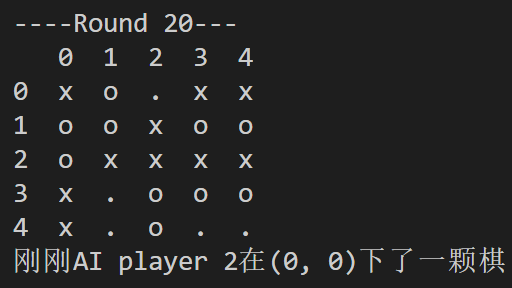 ----Round 20---
   0  1  2  3  4
0  x  o  .  x  x
1  o  o  x  o  o
2  o  x  x  x  x
3  x  .  o  o  o
4  x  .  o  .  .
刚刚AI player 2在(0, 0)下了一颗棋